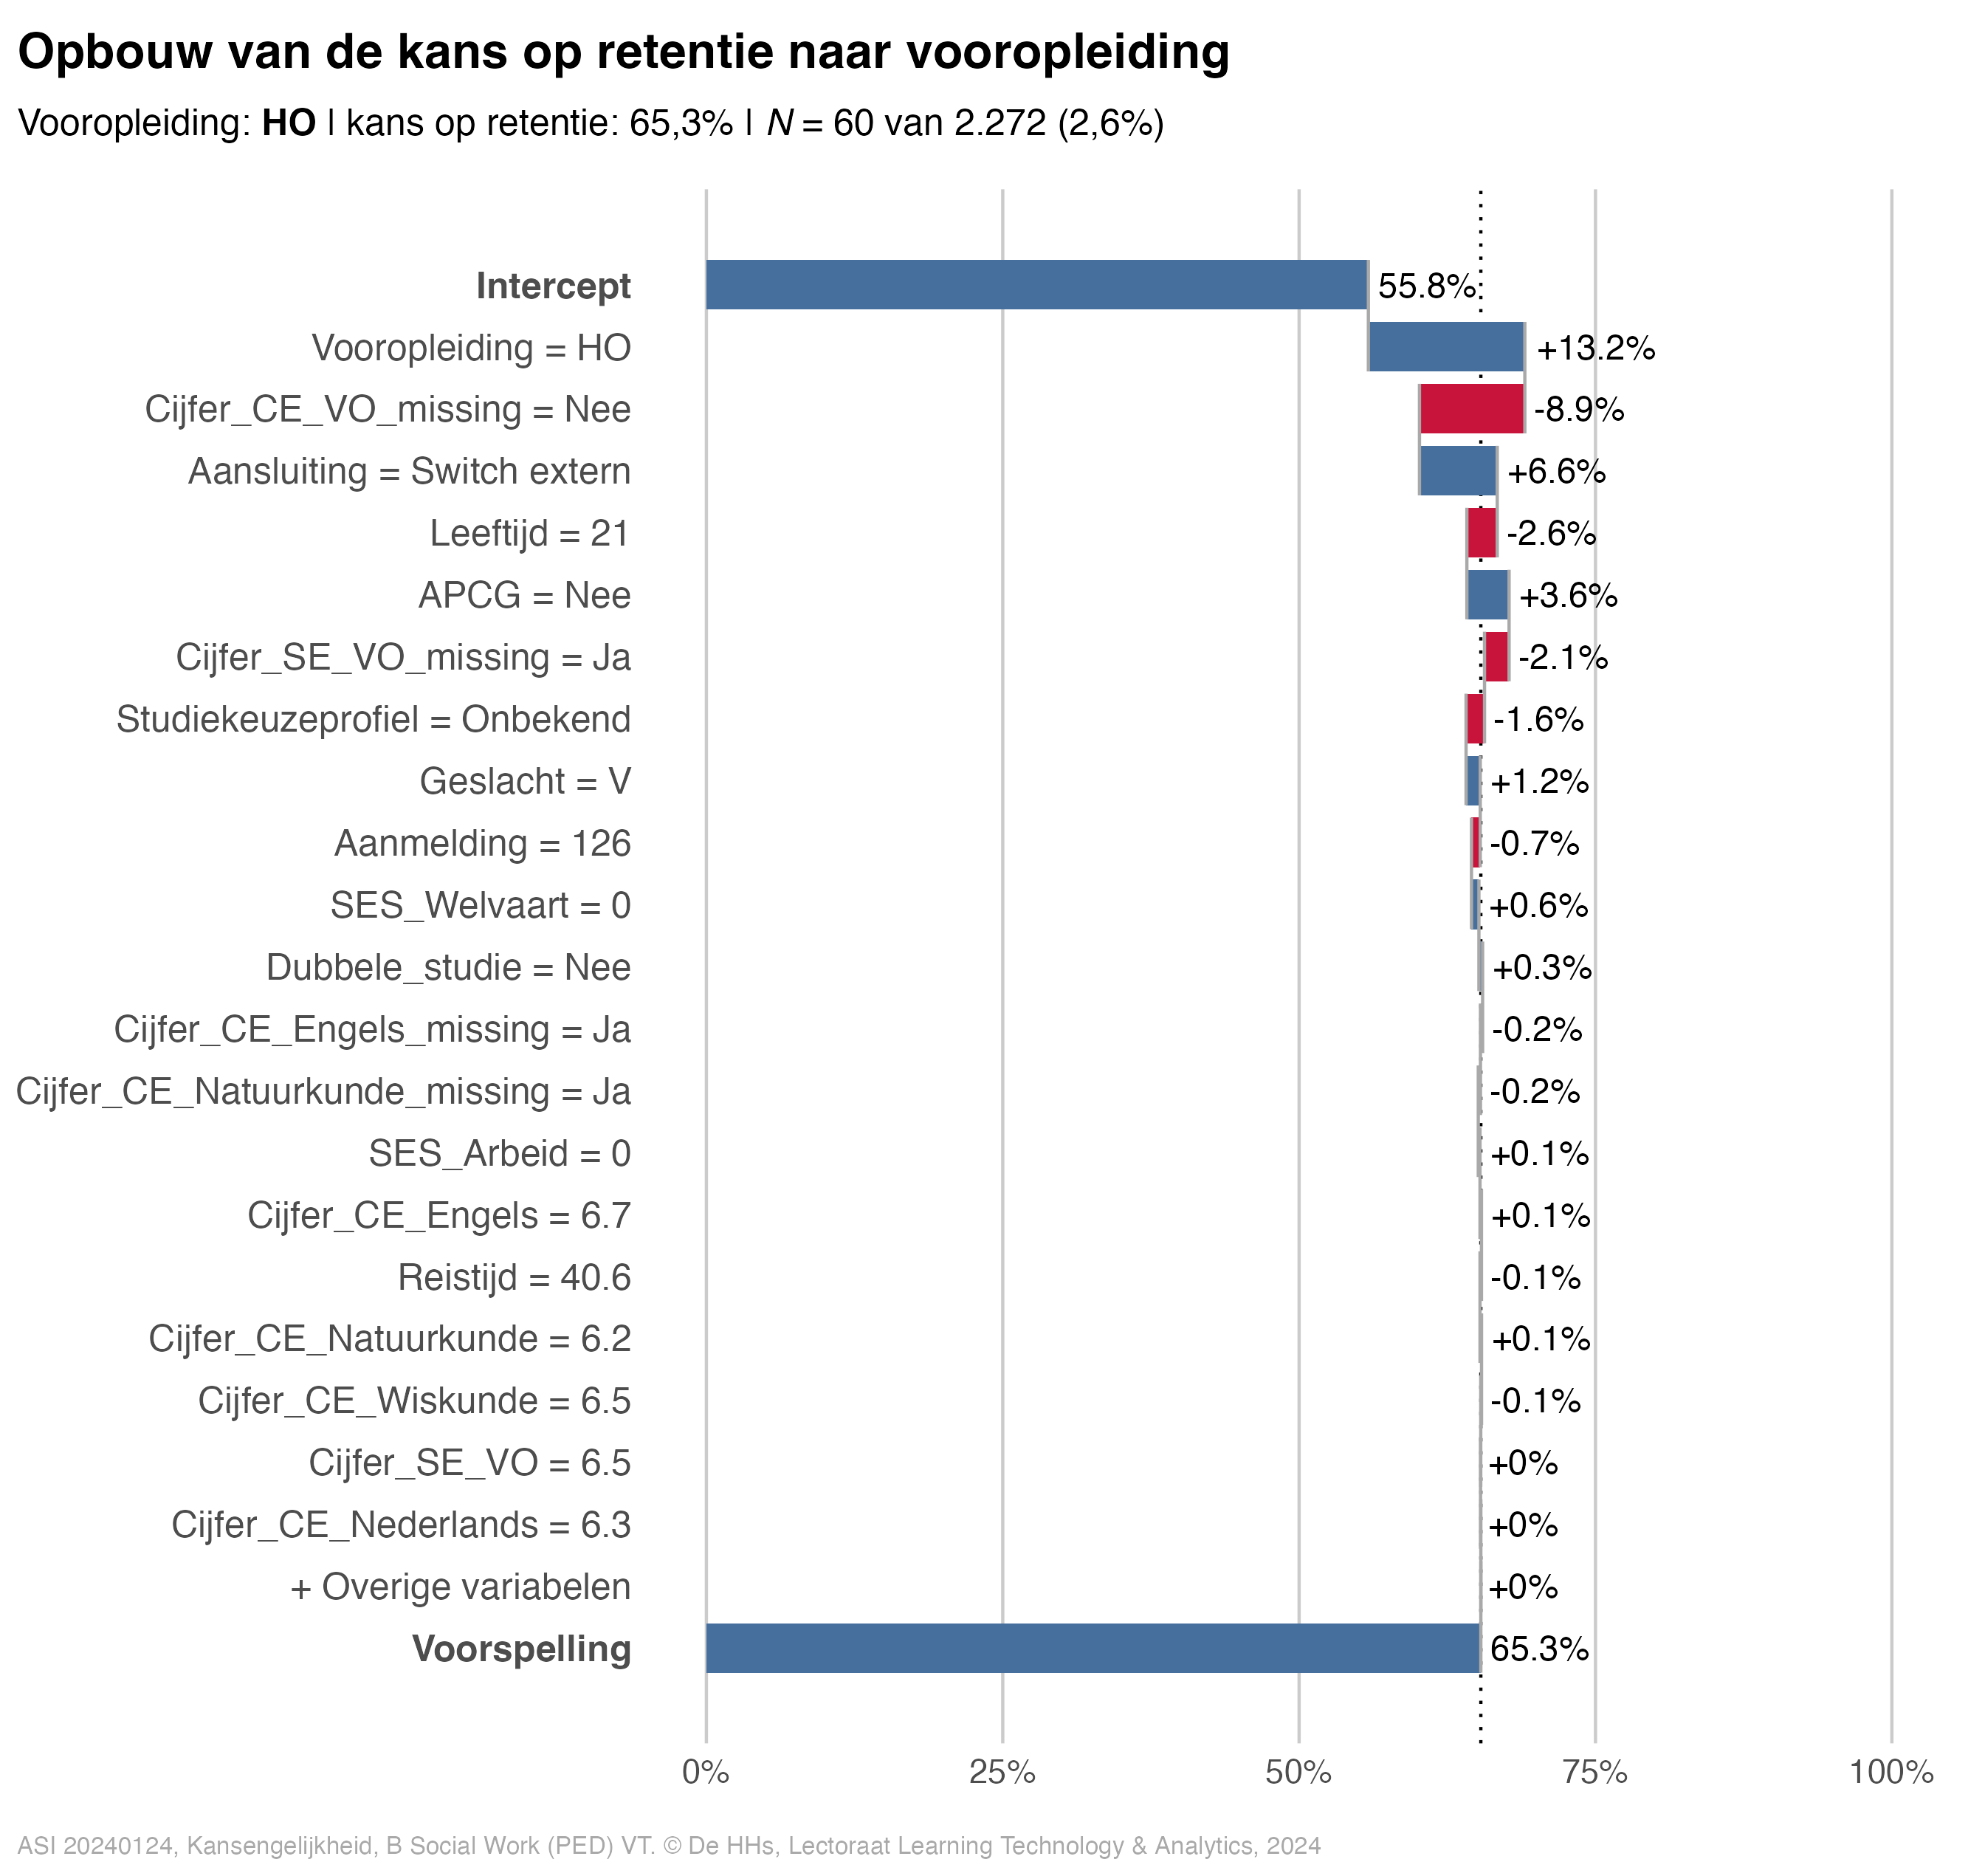 Opbouw van de kans op retentie naar vooropleiding
Vooropleiding: HO | kans op retentie: 65,3% | N = 60 van 2.272 (2,6%)
Intercept 55.8%
Vooropleiding = HO +13.2%
Cijfer_CE_VO_missing = Nee -8.9%
Aansluiting = Switch extern +6.6%
Leeftijd = 21 -2.6%
APCG = Nee +3.6%
Cijfer_SE_VO_missing = Ja -2.1%
Studiekeuzeprofiel = Onbekend -1.6%
Geslacht = V +1.2%
Aanmelding = 126 -0.7%
SES_Welvaart = 0 +0.6%
Dubbele_studie = Nee +0.3%
Cijfer_CE_Engels_missing = Ja -0.2%
Cijfer_CE_Natuurkunde_missing = Ja -0.2%
SES_Arbeid = 0 +0.1%
Cijfer_CE_Engels = 6.7 +0.1%
Reistijd = 40.6 -0.1%
Cijfer_CE_Natuurkunde = 6.2 +0.1%
Cijfer_CE_Wiskunde = 6.5 -0.1%
Cijfer_SE_VO = 6.5 +0%
Cijfer_CE_Nederlands = 6.3 +0%
+ Overige variabelen +0%
Voorspelling 65.3%
0% 25% 50% 75% 100%
ASI 20240124, Kansengelijkheid, B Social Work (PED) VT. © De HHs, Lectoraat Learning Technology & Analytics, 2024